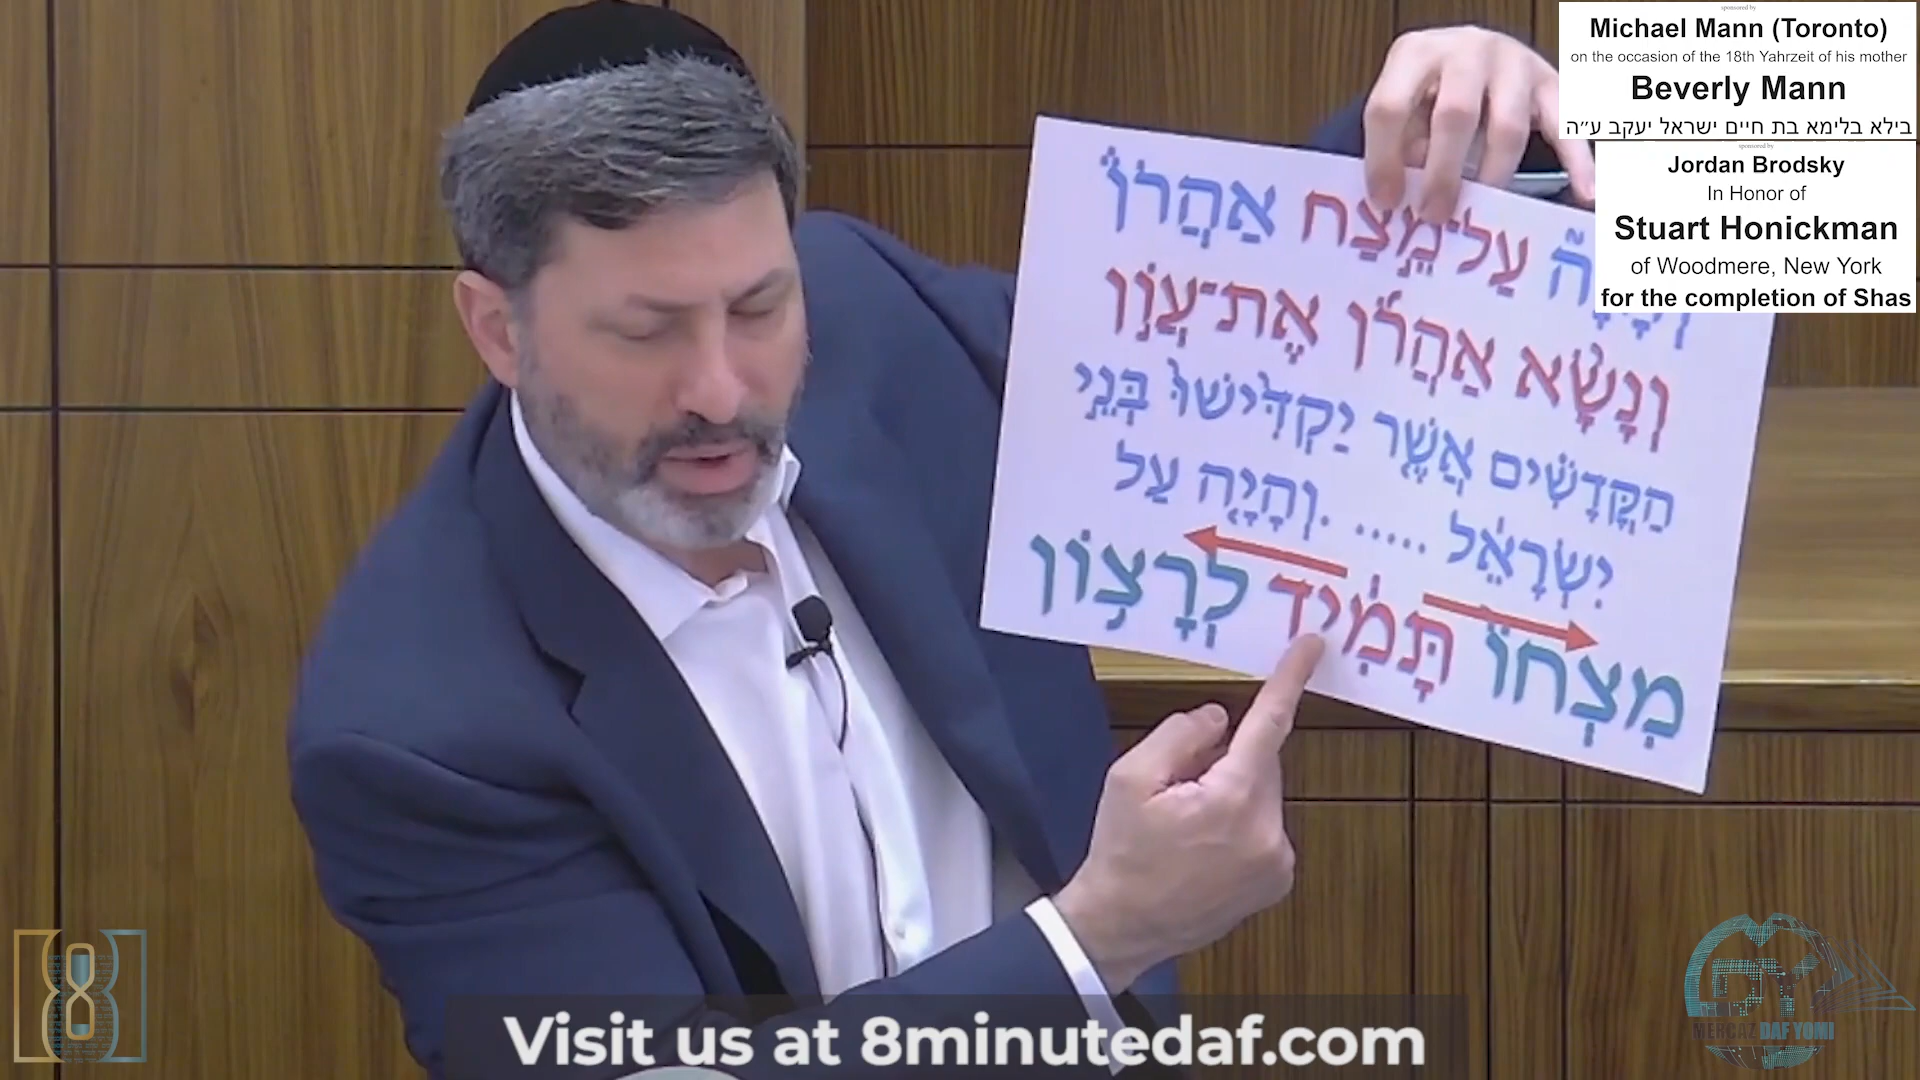 sponsored by
Michael Mann (Toronto)
on the occasion of the 18th Yahrzeit of his mother
Beverly Mann
בילא בלימא בת חיים ישראל יעקב ע״ה
sponsored by
Jordan Brodsky
In Honor of
Stuart Honickman
of Woodmere, New York
for the completion of Shas
עַל־מֵ֣צַח אַהֲרֹן֒
וְנָשָׂ֨א אַהֲרֹ֜ן אֶת־עֲוֺ֣ן
הַקֳּדָשִׁ֗ים אֲשֶׁ֤ר יַקְדִּ֙ישׁוּ֙ בְּנֵ֣י
יִשְׂרָאֵ֔ל ..... .וְהָיָ֤ה עַל
מִצְחוֹ֙ תָּמִ֔יד לְרָצ֥וֹן
8
Visit us at 8minutedaf.com
DY
MERCAZ DAF YOMI